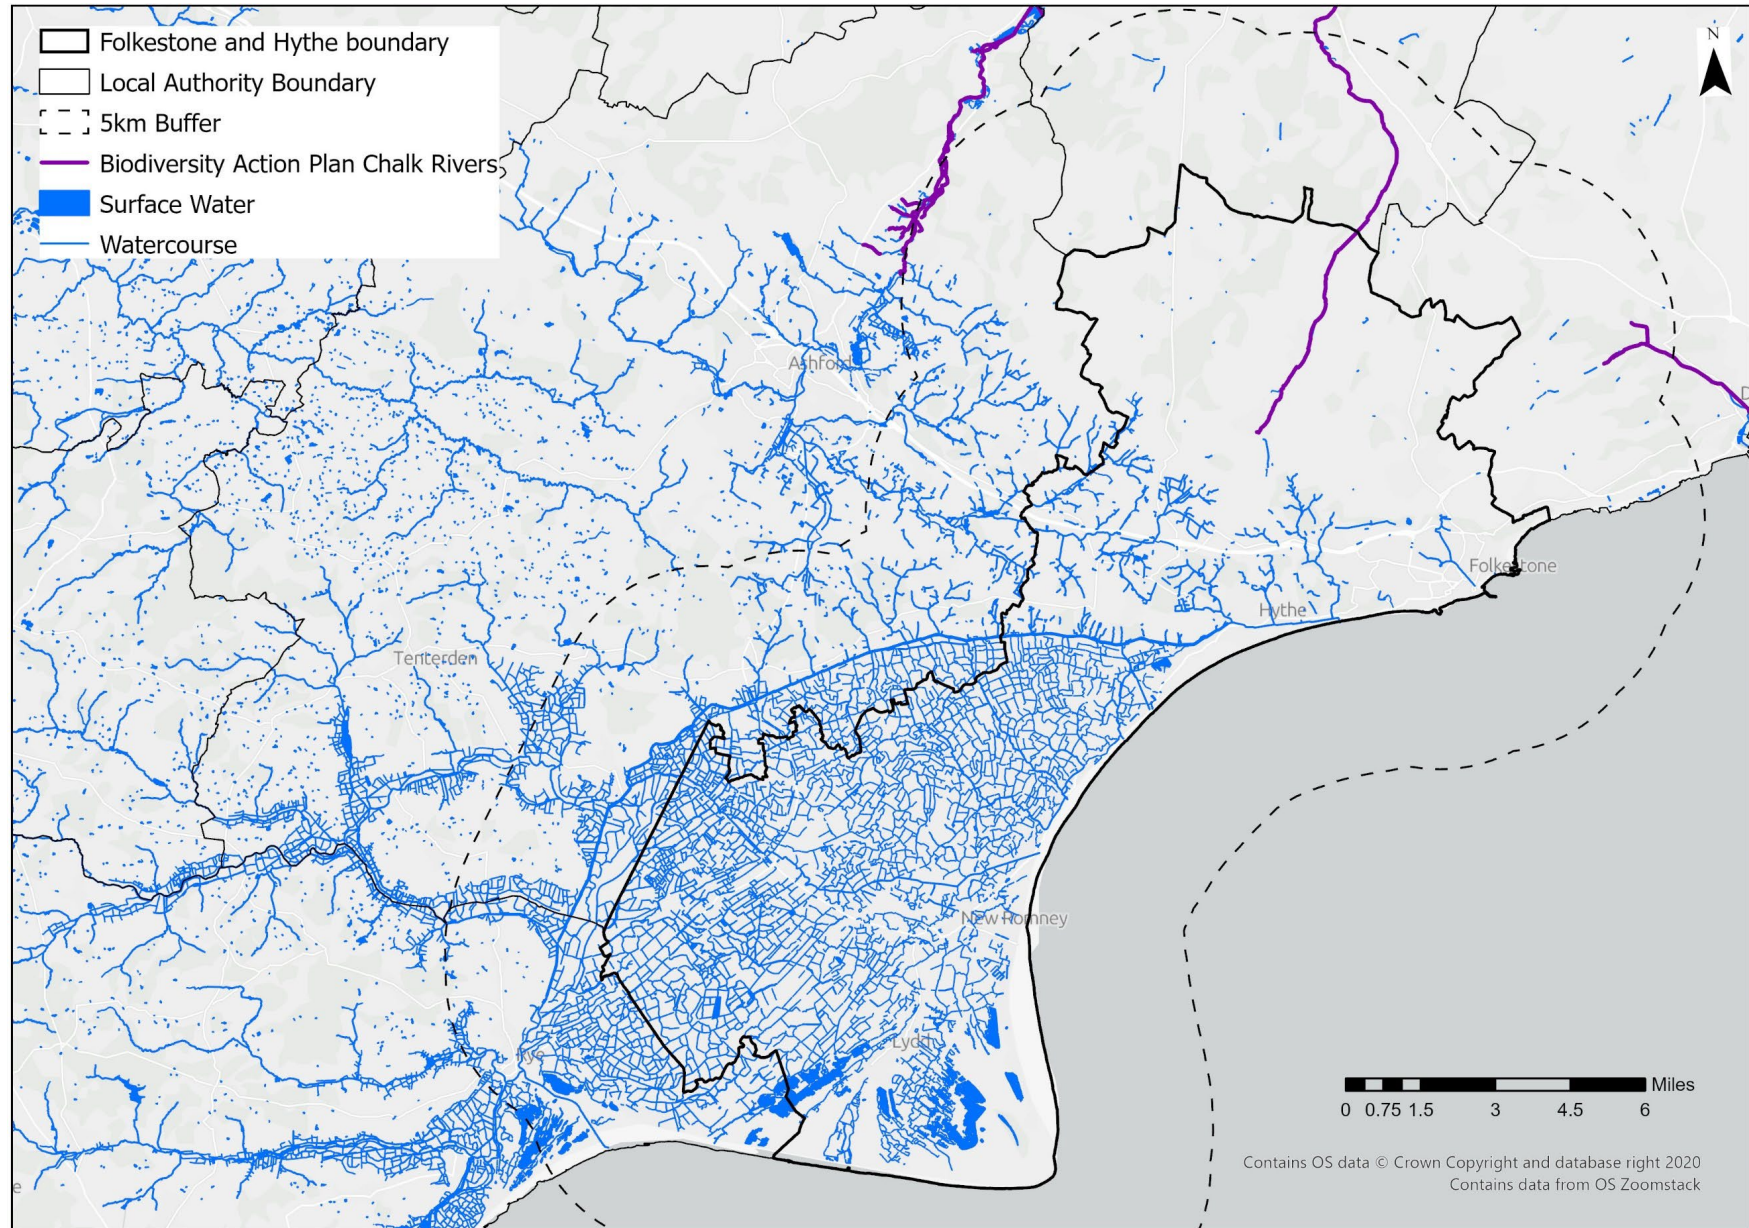 Folkestone and Hythe boundary
Local Authority Boundary
5km Buffer
Biodiversity Action Plan Chalk Rivers
Surface Water
Watercourse
N
Ashford
D
Folkestone
Hythe
Tenterden
New Romney
Lydd
Rye
Miles
0 0.75 1.5 3 4.5 6
Contains OS data © Crown Copyright and database right 2020
Contains data from OS Zoomstack
e